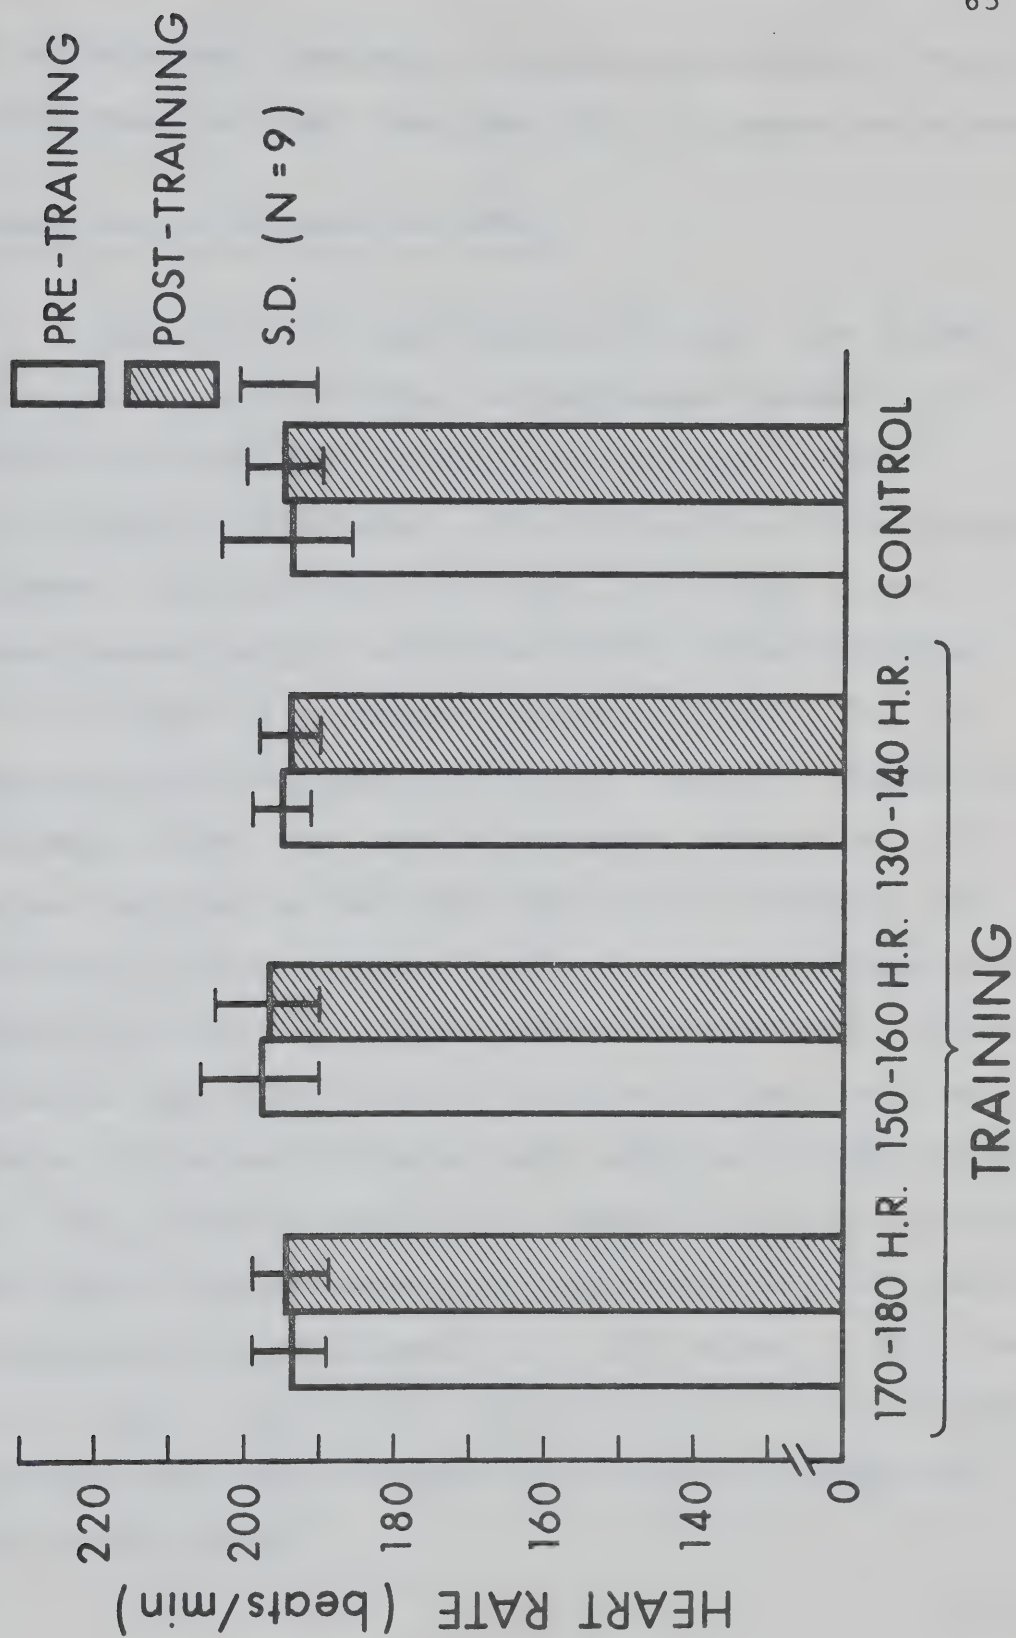 PRE-TRAINING
POST-TRAINING
S.D. (N = 9)
HEART RATE (beats/min)
220
200
180
160
140
0
170-180 H.R. 150-160 H.R. 130-140 H.R. CONTROL
TRAINING